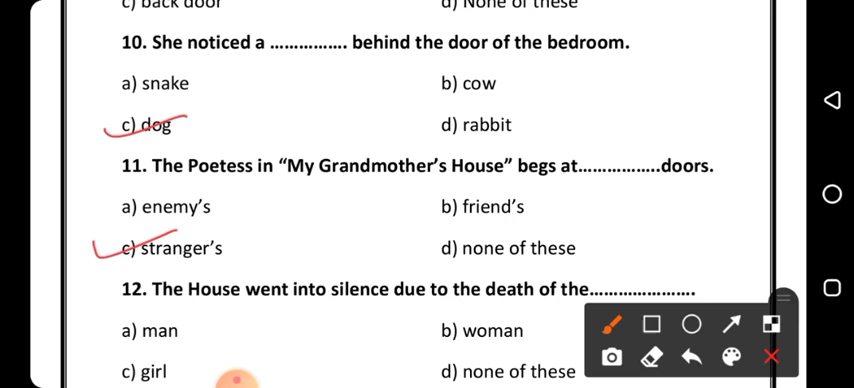 c) back door d) None of these
10. She noticed a ................ behind the door of the bedroom.
a) snake b) cow
c) dog d) rabbit
11. The Poetess in “My Grandmother’s House” begs at.................doors.
a) enemy’s b) friend’s
c) stranger’s d) none of these
12. The House went into silence due to the death of the......................
a) man b) woman
c) girl d) none of these